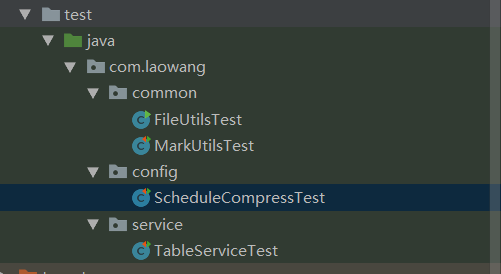 test
java
com.laowang
common
FileUtilsTest
MarkUtilsTest
config
ScheduleCompressTest
service
TableServiceTest